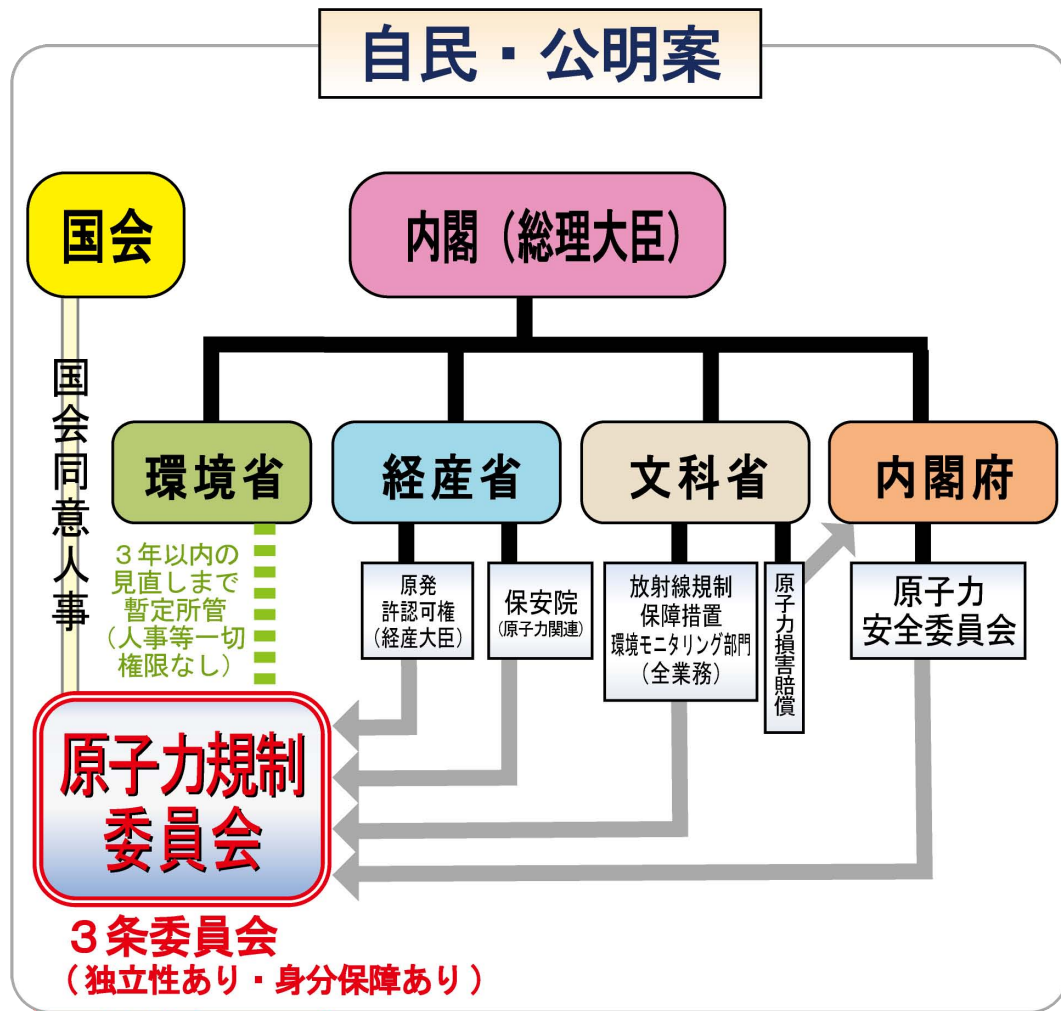 自民・公明案
国会
内閣（総理大臣）
国会同意人事
環境省
経産省
文科省
内閣府
３年以内の
見直しまで
暫定所管
（人事等一切
権限なし）
原発
許認可権
（経産大臣）
保安院
（原子力関連）
放射線規制
保障措置
環境モニタリング部門
（全業務）
原子力損害賠償
原子力
安全委員会
原子力規制
委員会
３条委員会
（独立性あり・身分保障あり）